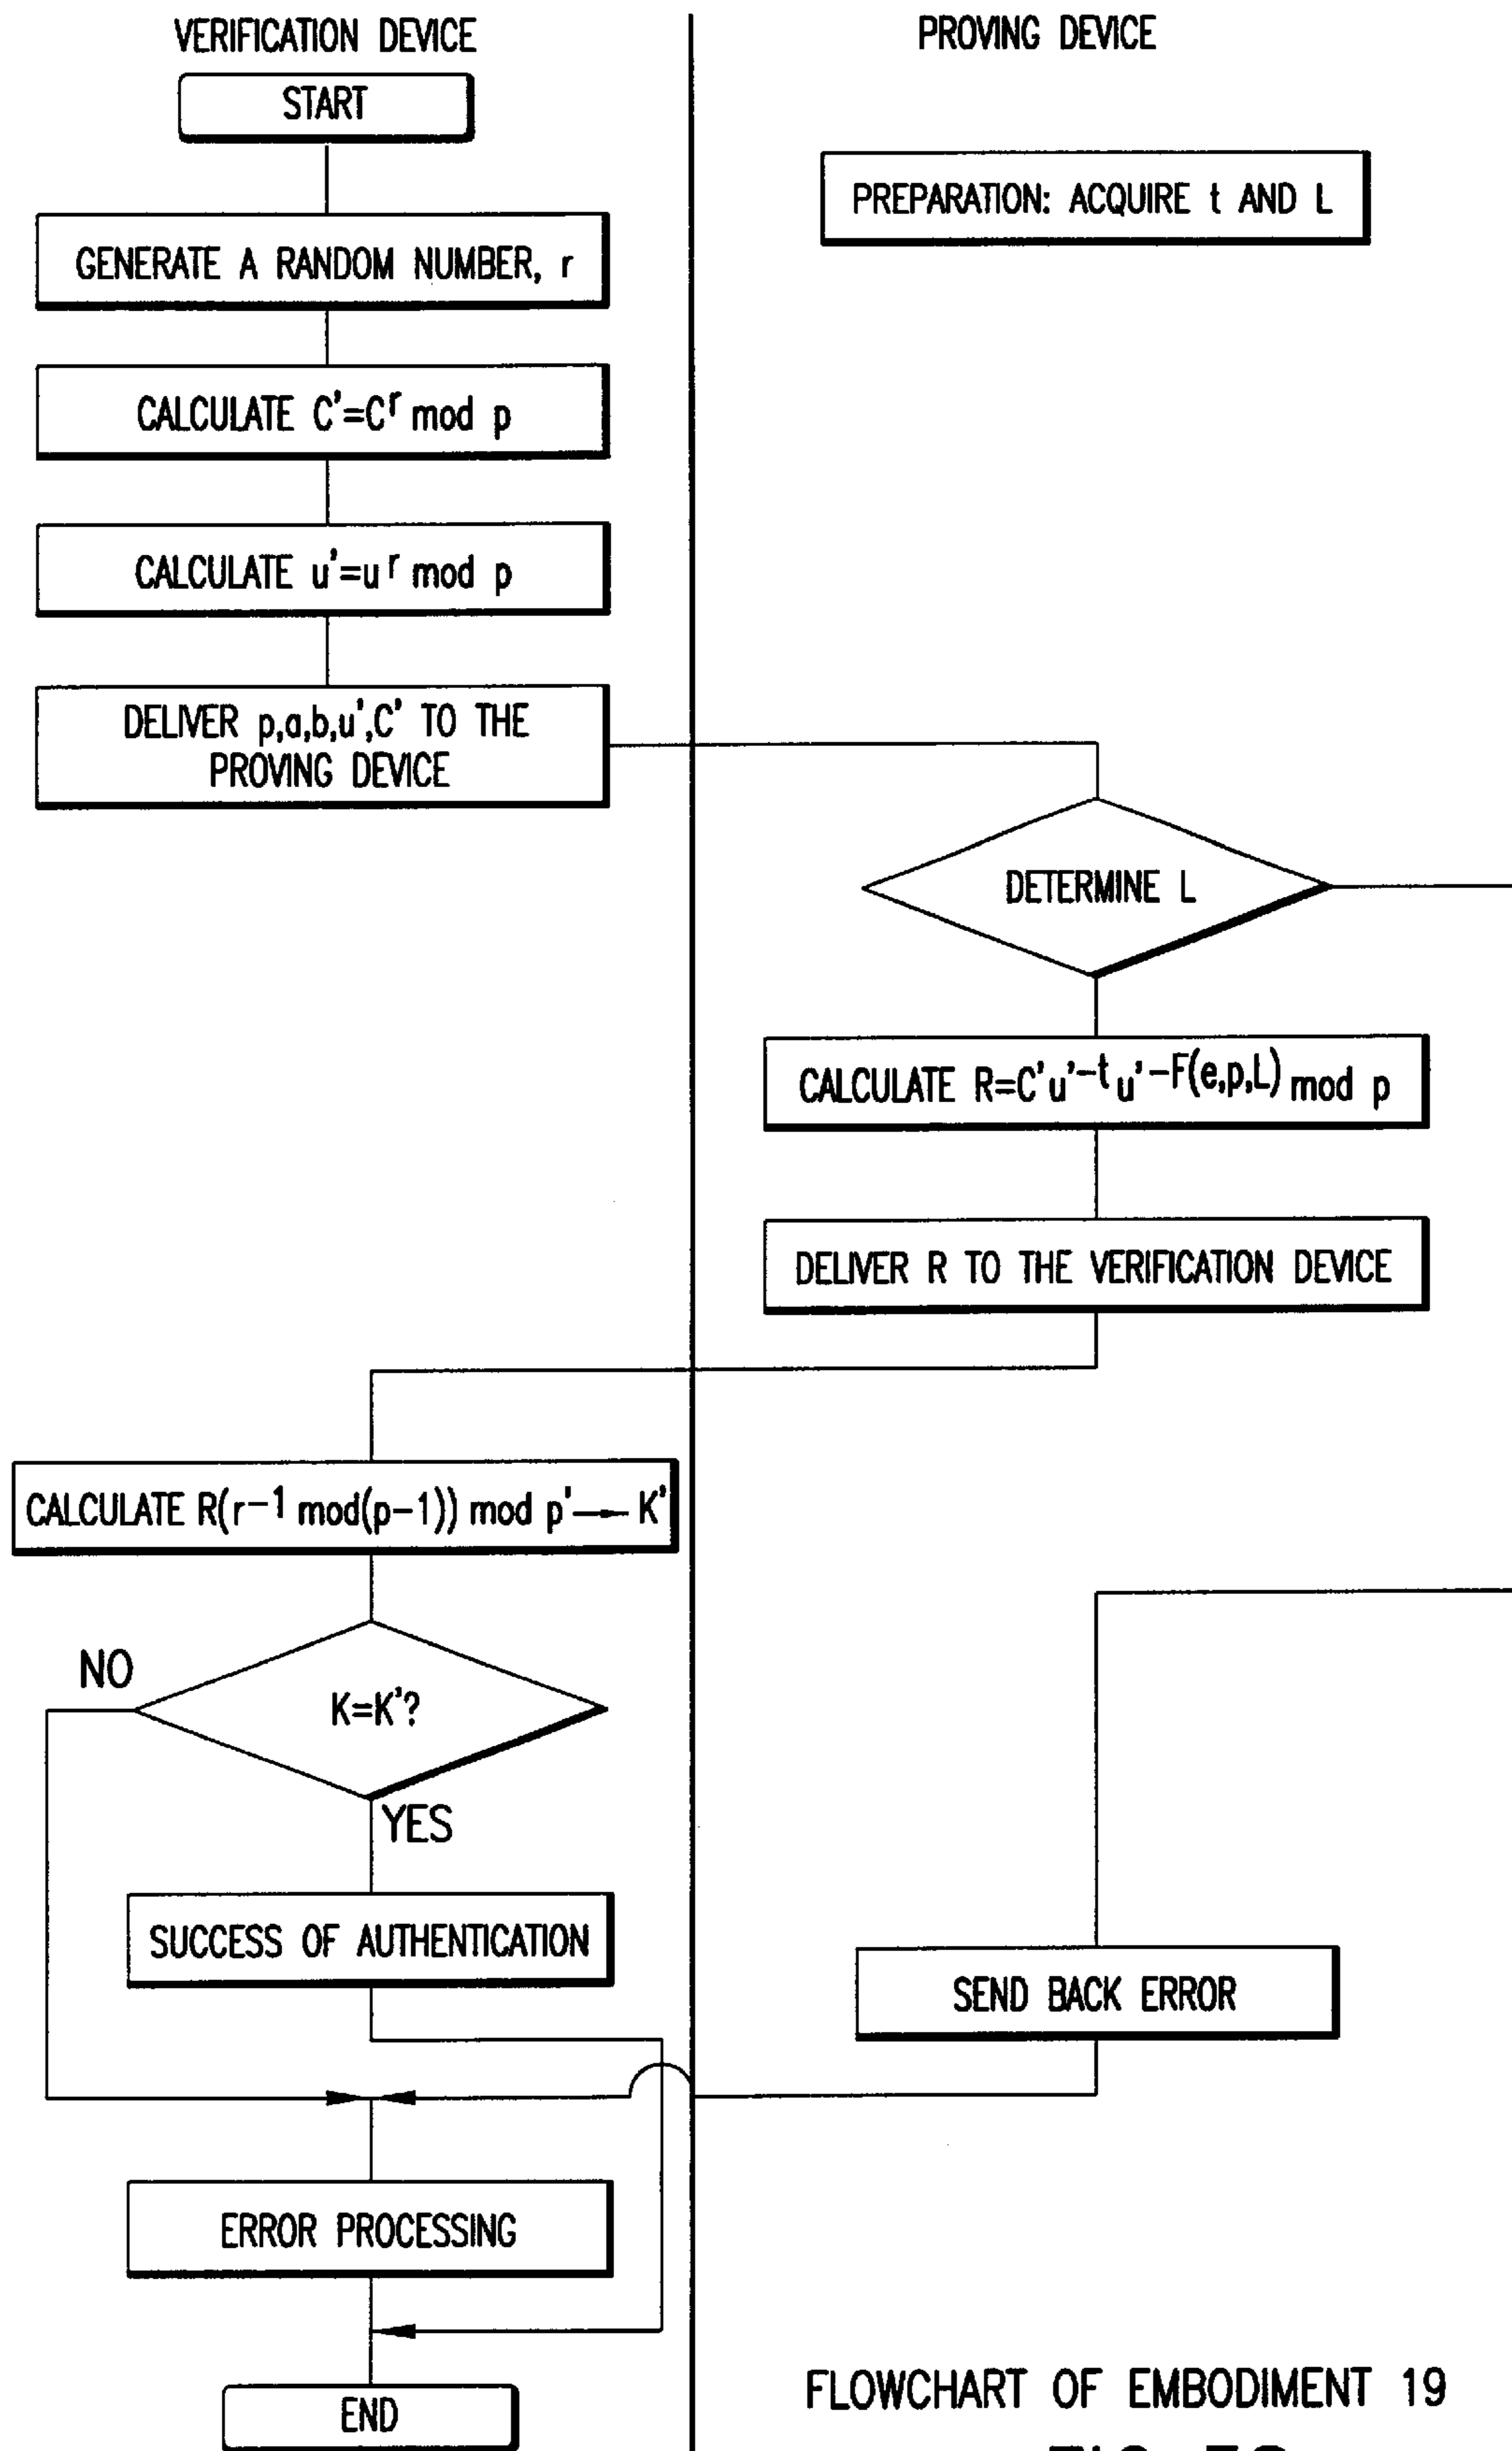 VERIFICATION DEVICE
PROVING DEVICE
START
PREPARATION: ACQUIRE t AND L
GENERATE A RANDOM NUMBER, r
CALCULATE C'=C^r mod p
CALCULATE u'=u^r mod p
DELIVER p,a,b,u',C' TO THE
PROVING DEVICE
DETERMINE L
CALCULATE R=C'u'^-t u'^-F(e,p,L) mod p
DELIVER R TO THE VERIFICATION DEVICE
CALCULATE R(r^-1 mod(p-1)) mod p'→K'
NO
K=K'?
YES
SUCCESS OF AUTHENTICATION
SEND BACK ERROR
ERROR PROCESSING
END
FLOWCHART OF EMBODIMENT 19